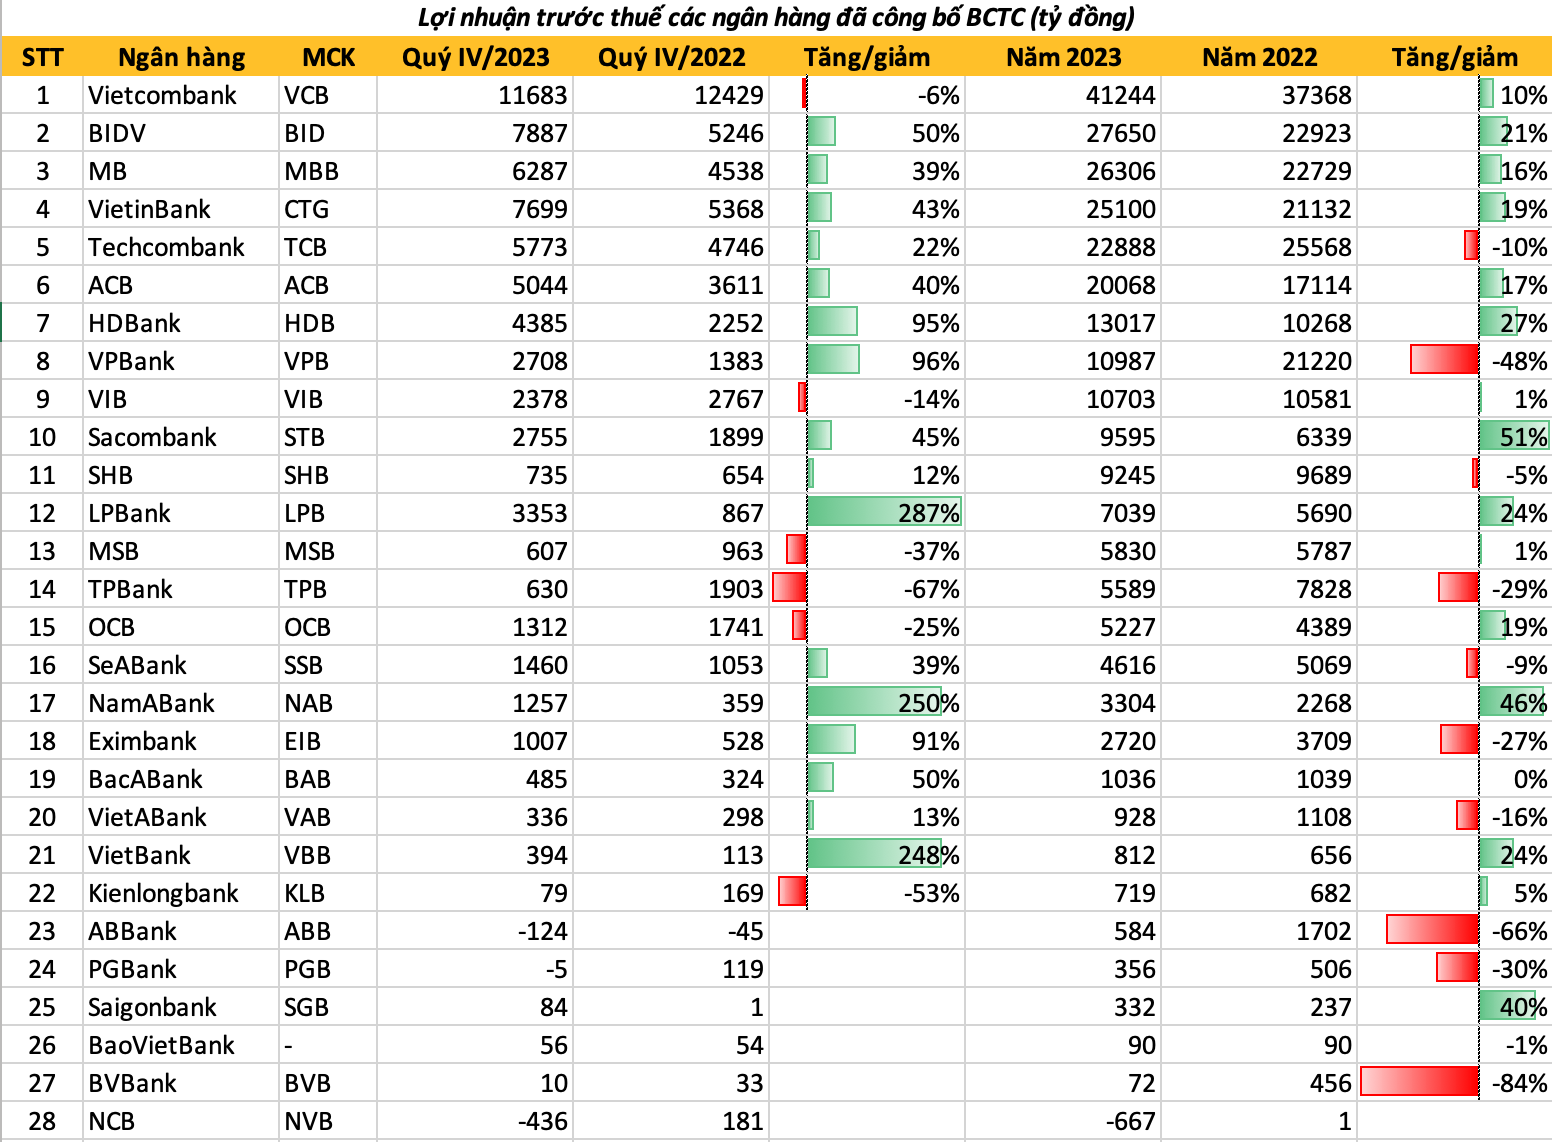 Lợi nhuận trước thuế các ngân hàng đã công bố BCTC (tỷ đồng)
STT Ngân hàng MCK Quý IV/2023 Quý IV/2022 Tăng/giảm Năm 2023 Năm 2022 Tăng/giảm
1 Vietcombank VCB 11683 12429 -6% 41244 37368 10%
2 BIDV BID 7887 5246 50% 27650 22923 21%
3 MB MBB 6287 4538 39% 26306 22729 16%
4 VietinBank CTG 7699 5368 43% 25100 21132 19%
5 Techcombank TCB 5773 4746 22% 22888 25568 -10%
6 ACB ACB 5044 3611 40% 20068 17114 17%
7 HDBank HDB 4385 2252 95% 13017 10268 27%
8 VPBank VPB 2708 1383 96% 10987 21220 -48%
9 VIB VIB 2378 2767 -14% 10703 10581 1%
10 Sacombank STB 2755 1899 45% 9595 6339 51%
11 SHB SHB 735 654 12% 9245 9689 -5%
12 LPBank LPB 3353 867 287% 7039 5690 24%
13 MSB MSB 607 963 -37% 5830 5787 1%
14 TPBank TPB 630 1903 -67% 5589 7828 -29%
15 OCB OCB 1312 1741 -25% 5227 4389 19%
16 SeABank SSB 1460 1053 39% 4616 5069 -9%
17 NamABank NAB 1257 359 250% 3304 2268 46%
18 Eximbank EIB 1007 528 91% 2720 3709 -27%
19 BacABank BAB 485 324 50% 1036 1039 0%
20 VietABank VAB 336 298 13% 928 1108 -16%
21 VietBank VBB 394 113 248% 812 656 24%
22 Kienlongbank KLB 79 169 -53% 719 682 5%
23 ABBank ABB -124 -45 584 1702 -66%
24 PGBank PGB -5 119 356 506 -30%
25 Saigonbank SGB 84 1 332 237 40%
26 BaoVietBank - 56 54 90 90 -1%
27 BVBank BVB 10 33 72 456 -84%
28 NCB NVB -436 181 -667 1